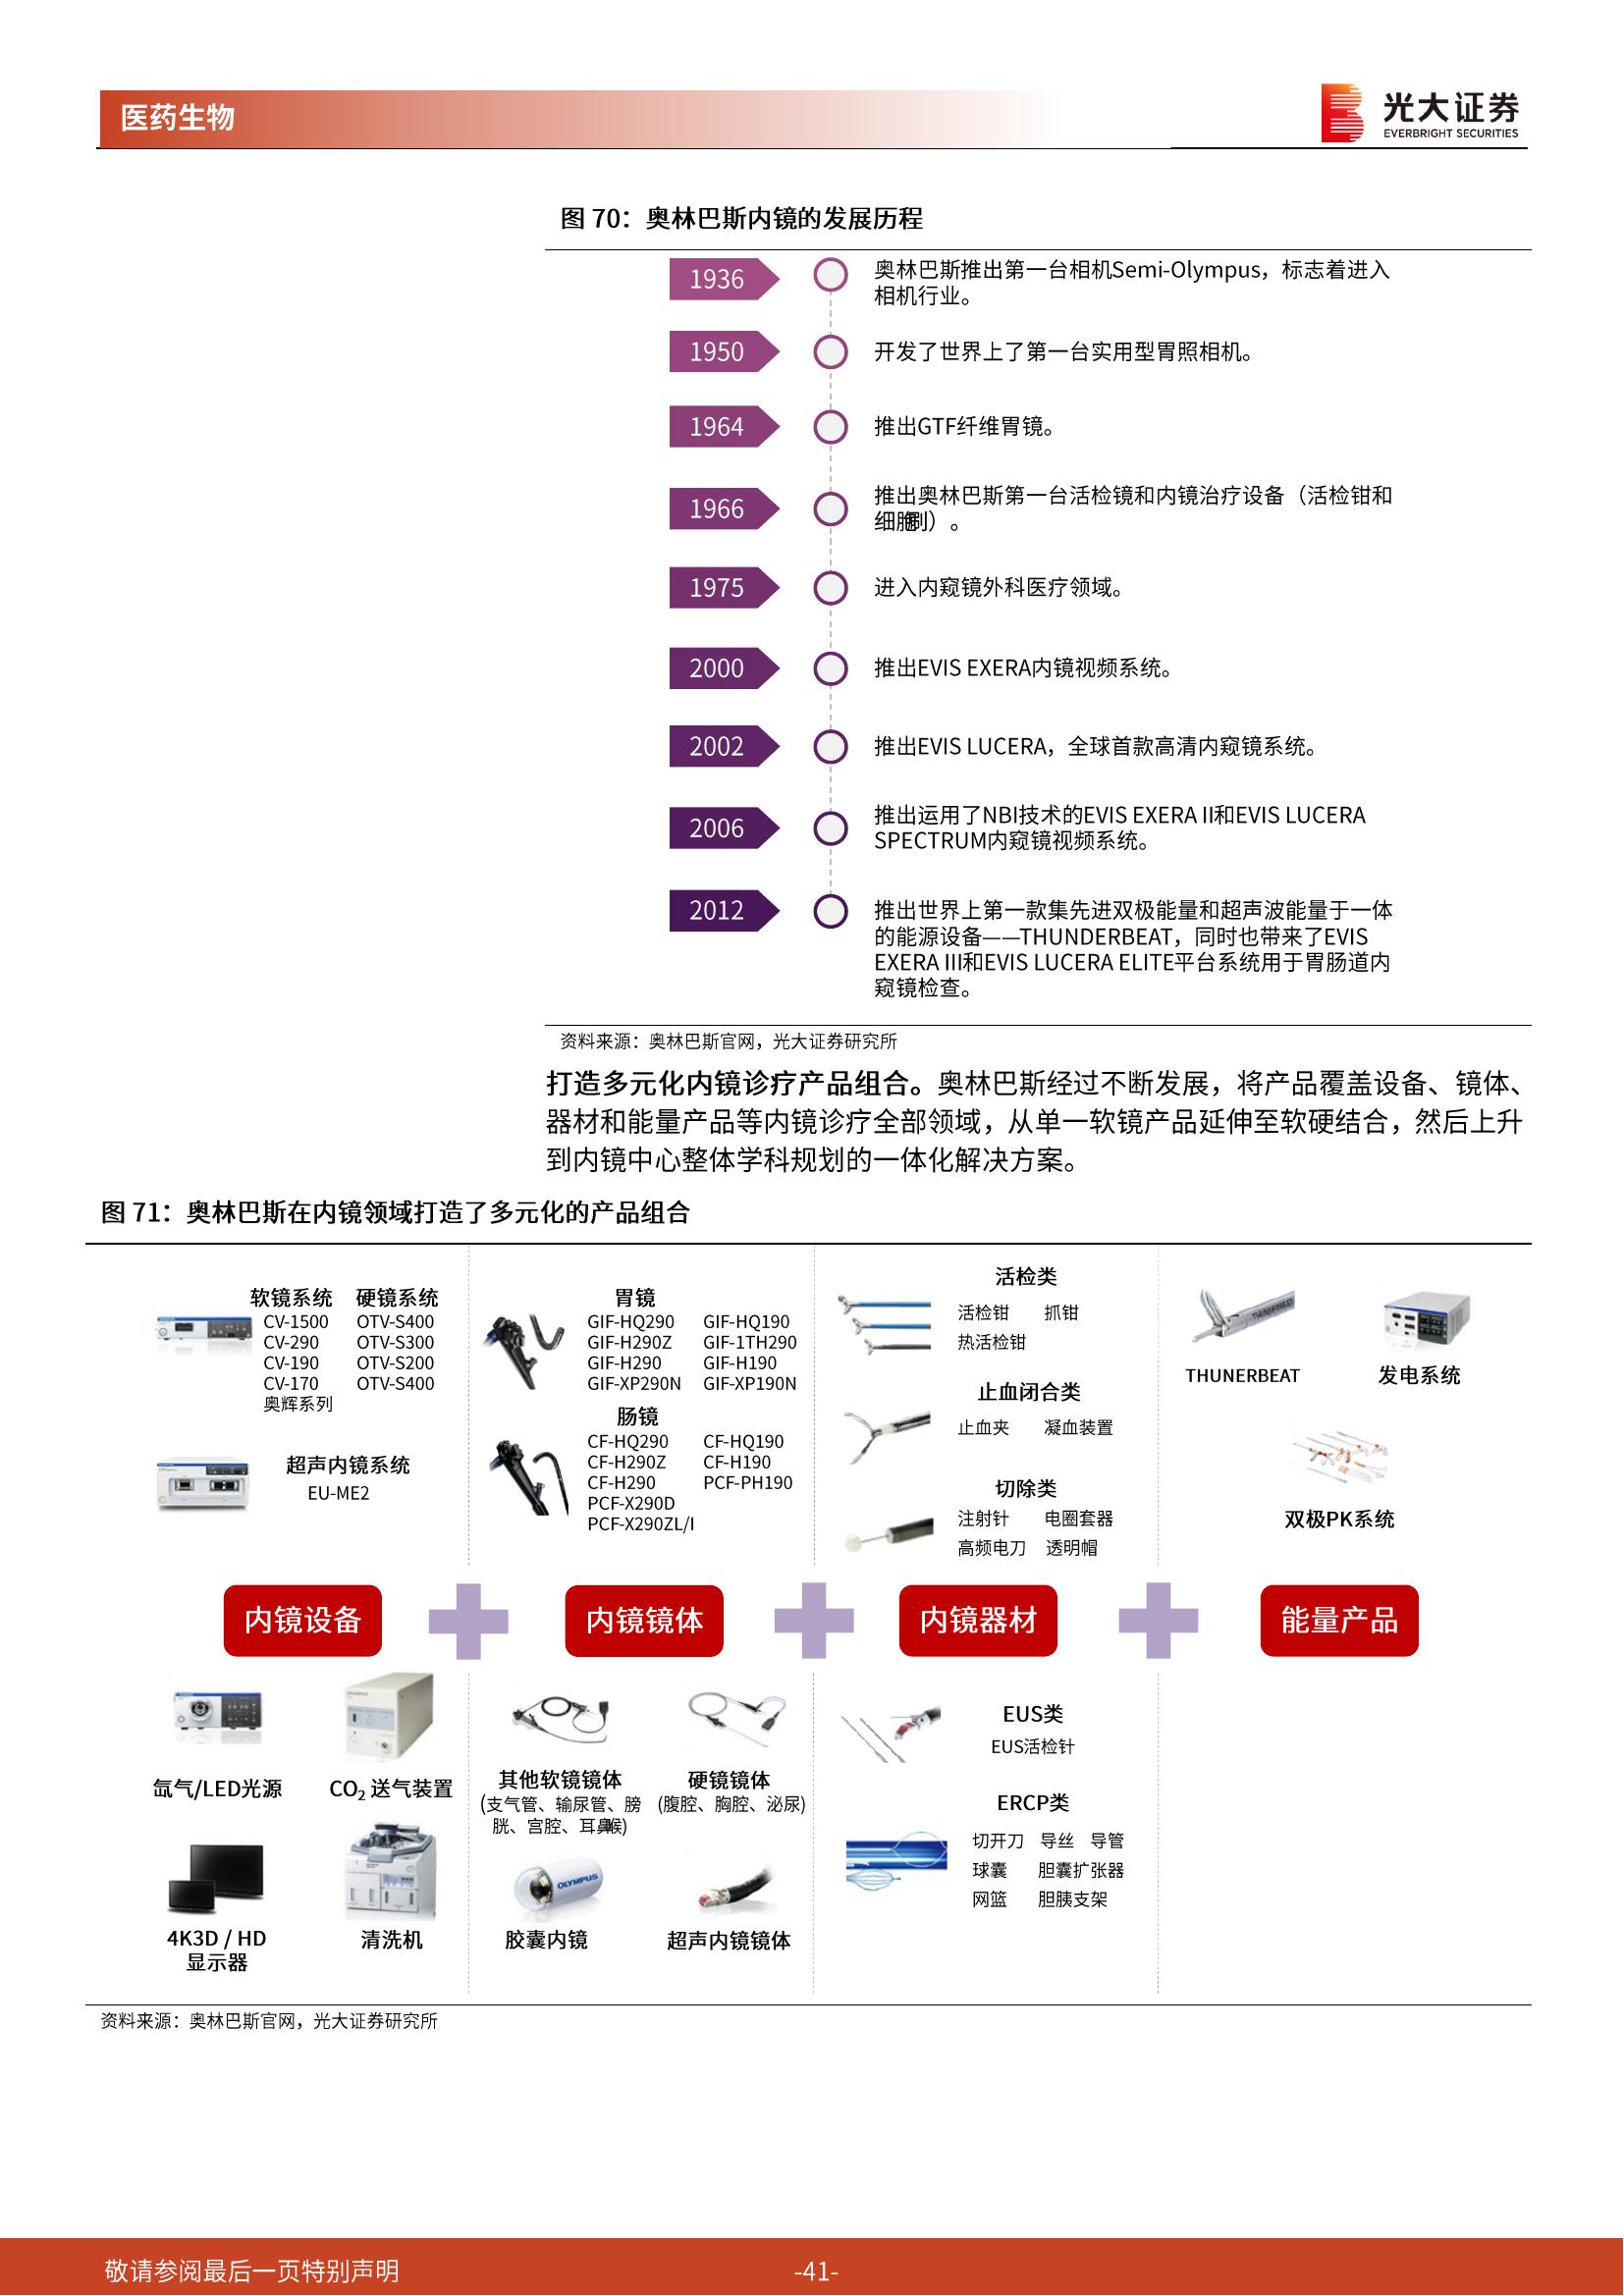 医药生物
光大证券
EVERBRIGHT SECURITIES
图 70：奥林巴斯内镜的发展历程
1936
奥林巴斯推出第一台相机Semi-Olympus，标志着进入
相机行业。
1950
开发了世界上了第一台实用型胃照相机。
1964
推出GTF纤维胃镜。
1966
推出奥林巴斯第一台活检镜和内镜治疗设备（活检钳和
细胞刷）。
1975
进入内窥镜外科医疗领域。
2000
推出EVIS EXERA内镜视频系统。
2002
推出EVIS LUCERA，全球首款高清内窥镜系统。
2006
推出运用了NBI技术的EVIS EXERA II和EVIS LUCERA
SPECTRUM内窥镜视频系统。
2012
推出世界上第一款集先进双极能量和超声波能量于一体
的能源设备——THUNDERBEAT，同时也带来了EVIS
EXERA III和EVIS LUCERA ELITE平台系统用于胃肠道内
窥镜检查。
资料来源：奥林巴斯官网，光大证券研究所
打造多元化内镜诊疗产品组合。奥林巴斯经过不断发展，将产品覆盖设备、镜体、
器材和能量产品等内镜诊疗全部领域，从单一软镜产品延伸至软硬结合，然后上升
到内镜中心整体学科规划的一体化解决方案。
图 71：奥林巴斯在内镜领域打造了多元化的产品组合
软镜系统 硬镜系统
CV-1500 OTV-S400
CV-290 OTV-S300
CV-190 OTV-S200
CV-170 OTV-S400
奥辉系列
超声内镜系统
EU-ME2
胃镜
GIF-HQ290 GIF-HQ190
GIF-H290Z GIF-1TH290
GIF-H290 GIF-H190
GIF-XP290N GIF-XP190N
肠镜
CF-HQ290 CF-HQ190
CF-H290Z CF-H190
CF-H290 PCF-PH190
PCF-X290D
PCF-X290ZL/I
活检类
活检钳 抓钳
热活检钳
止血闭合类
止血夹 凝血装置
切除类
注射针 电圈套器
高频电刀 透明帽
THUNDERBEAT
THUNERBEAT 发电系统
双极PK系统
内镜设备 内镜镜体 内镜器材 能量产品
氙气/LED光源 CO₂ 送气装置
4K3D / HD
显示器
清洗机
其他软镜镜体
(支气管、输尿管、膀
胱、宫腔、耳鼻喉)
硬镜镜体
(腹腔、胸腔、泌尿)
OLYMPUS
胶囊内镜 超声内镜镜体
EUS类
EUS活检针
ERCP类
切开刀 导丝 导管
球囊 胆囊扩张器
网篮 胆胰支架
资料来源：奥林巴斯官网，光大证券研究所
敬请参阅最后一页特别声明
-41-